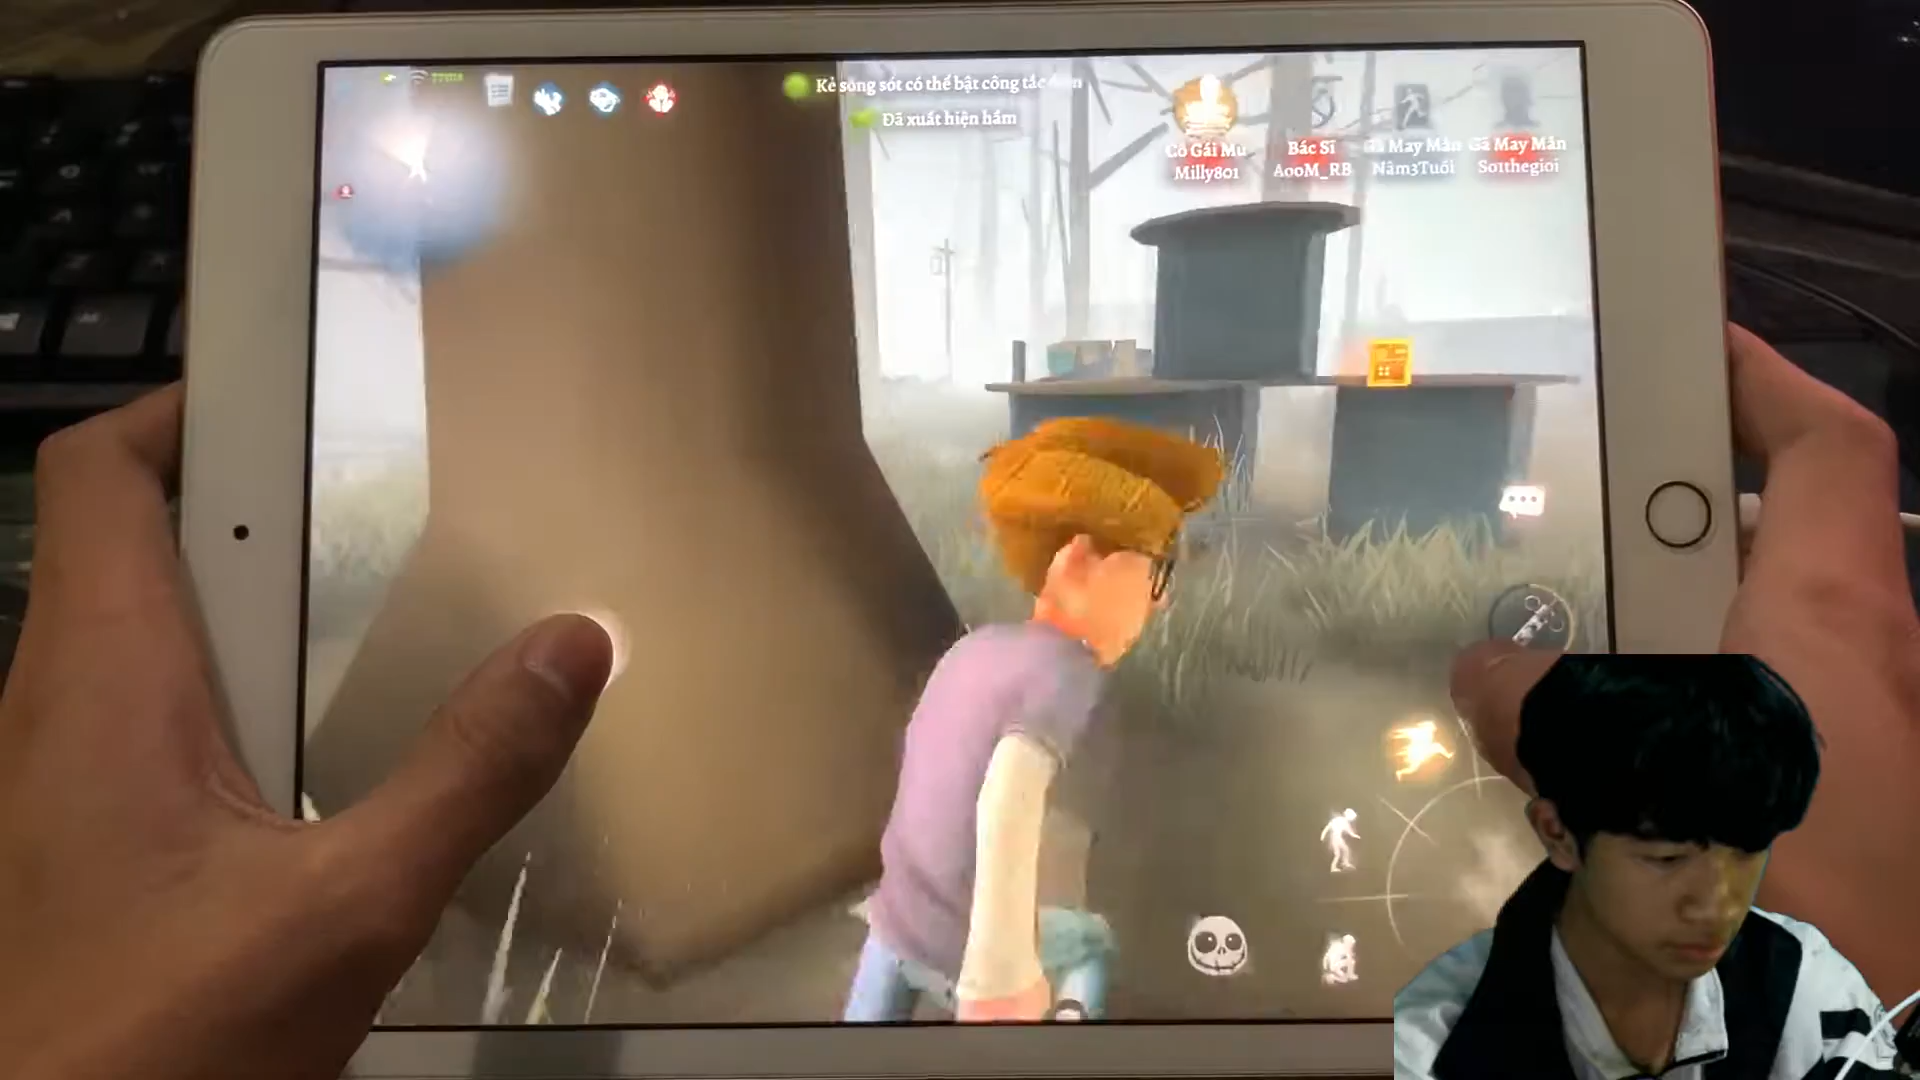 Kẻ sống sót có thể bật công tắc
Đã xuất hiện hầm
Cô Gái Mù
Milly801
Bác Sĩ
AooM_RB
Gã May Mắn
Năm3Tuổi
Gã May Mắn
So1thegioi